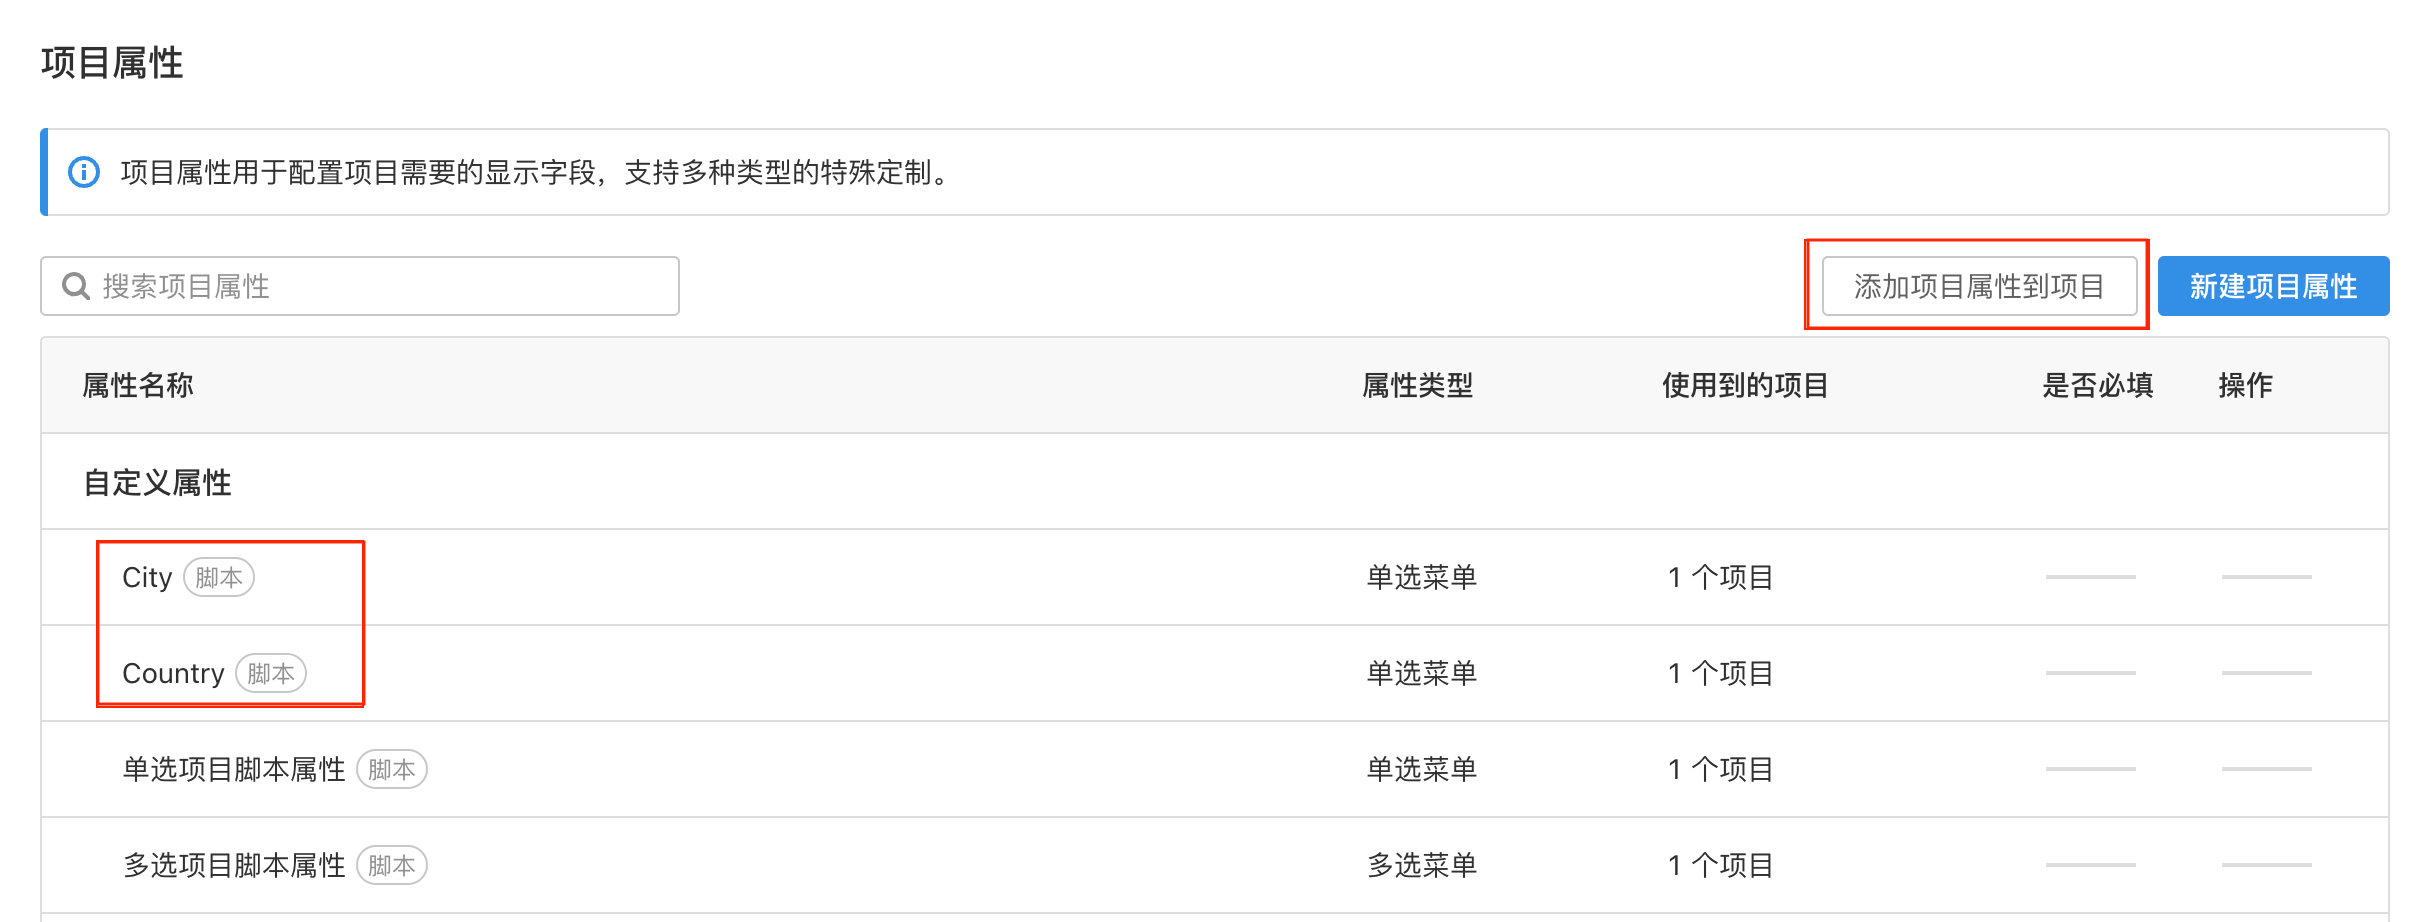 项目属性
项目属性用于配置项目需要的显示字段，支持多种类型的特殊定制。
搜索项目属性
添加项目属性到项目
新建项目属性
属性名称 属性类型 使用到的项目 是否必填 操作
自定义属性
City 脚本 单选菜单 1 个项目
Country 脚本 单选菜单 1 个项目
单选项目脚本属性 脚本 单选菜单 1 个项目
多选项目脚本属性 脚本 多选菜单 1 个项目